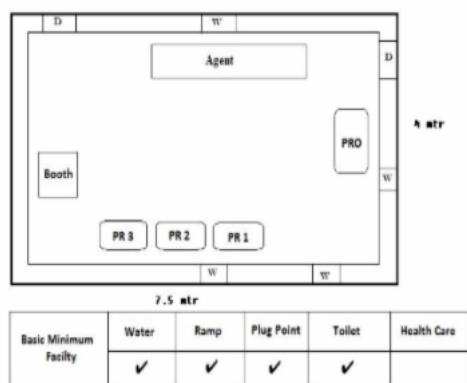 D W
Agent
D
PRO
4 mtr
Booth
W
PR 3 PR 2 PR 1
W W
7.5 mtr
Basic Minimum Facilty Water Ramp Plug Point Toilet Health Care
✓ ✓ ✓ ✓